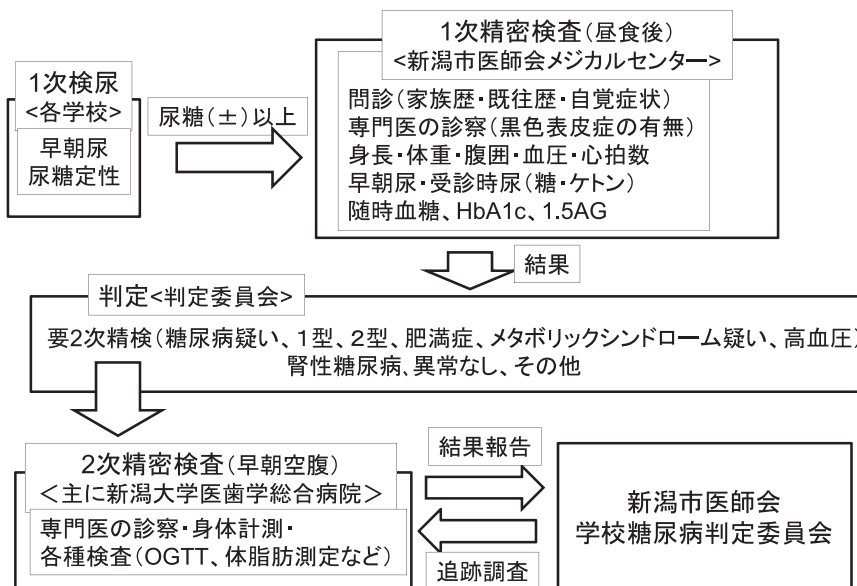 1次検尿
<各学校>
早朝尿
尿糖定性
尿糖(±)以上
1次精密検査(昼食後)
<新潟市医師会メジカルセンター>
問診(家族歴・既往歴・自覚症状)
専門医の診察(黒色表皮症の有無)
身長・体重・腹囲・血圧・心拍数
早朝尿・受診時尿(糖・ケトン)
随時血糖、HbA1c、1.5AG
結果
判定<判定委員会>
要2次精検(糖尿病疑い、1型、2型、肥満症、メタボリックシンドローム疑い、高血圧)
腎性糖尿病、異常なし、その他
2次精密検査(早朝空腹)
<主に新潟大学医歯学総合病院>
専門医の診察・身体計測・
各種検査(OGTT、体脂肪測定など)
結果報告
追跡調査
新潟市医師会
学校糖尿病判定委員会